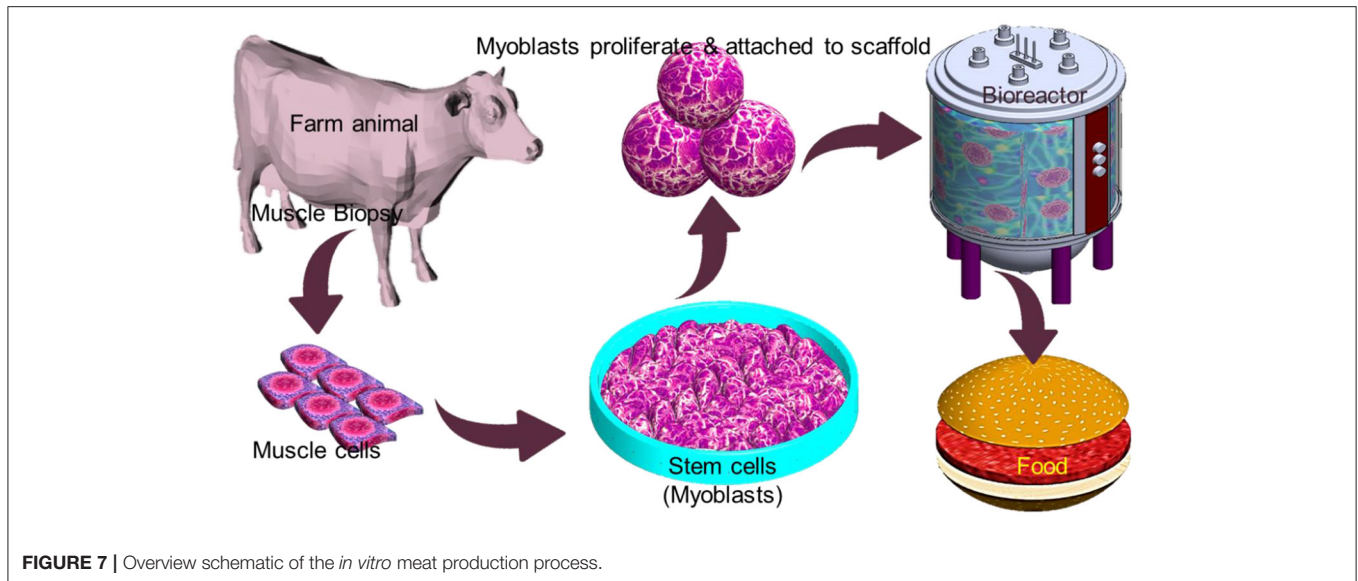 Farm animal
Muscle Biopsy
Muscle cells
Stem cells
(Myoblasts)
Myoblasts proliferate & attached to scaffold
Bioreactor
Food
FIGURE 7 | Overview schematic of the in vitro meat production process.